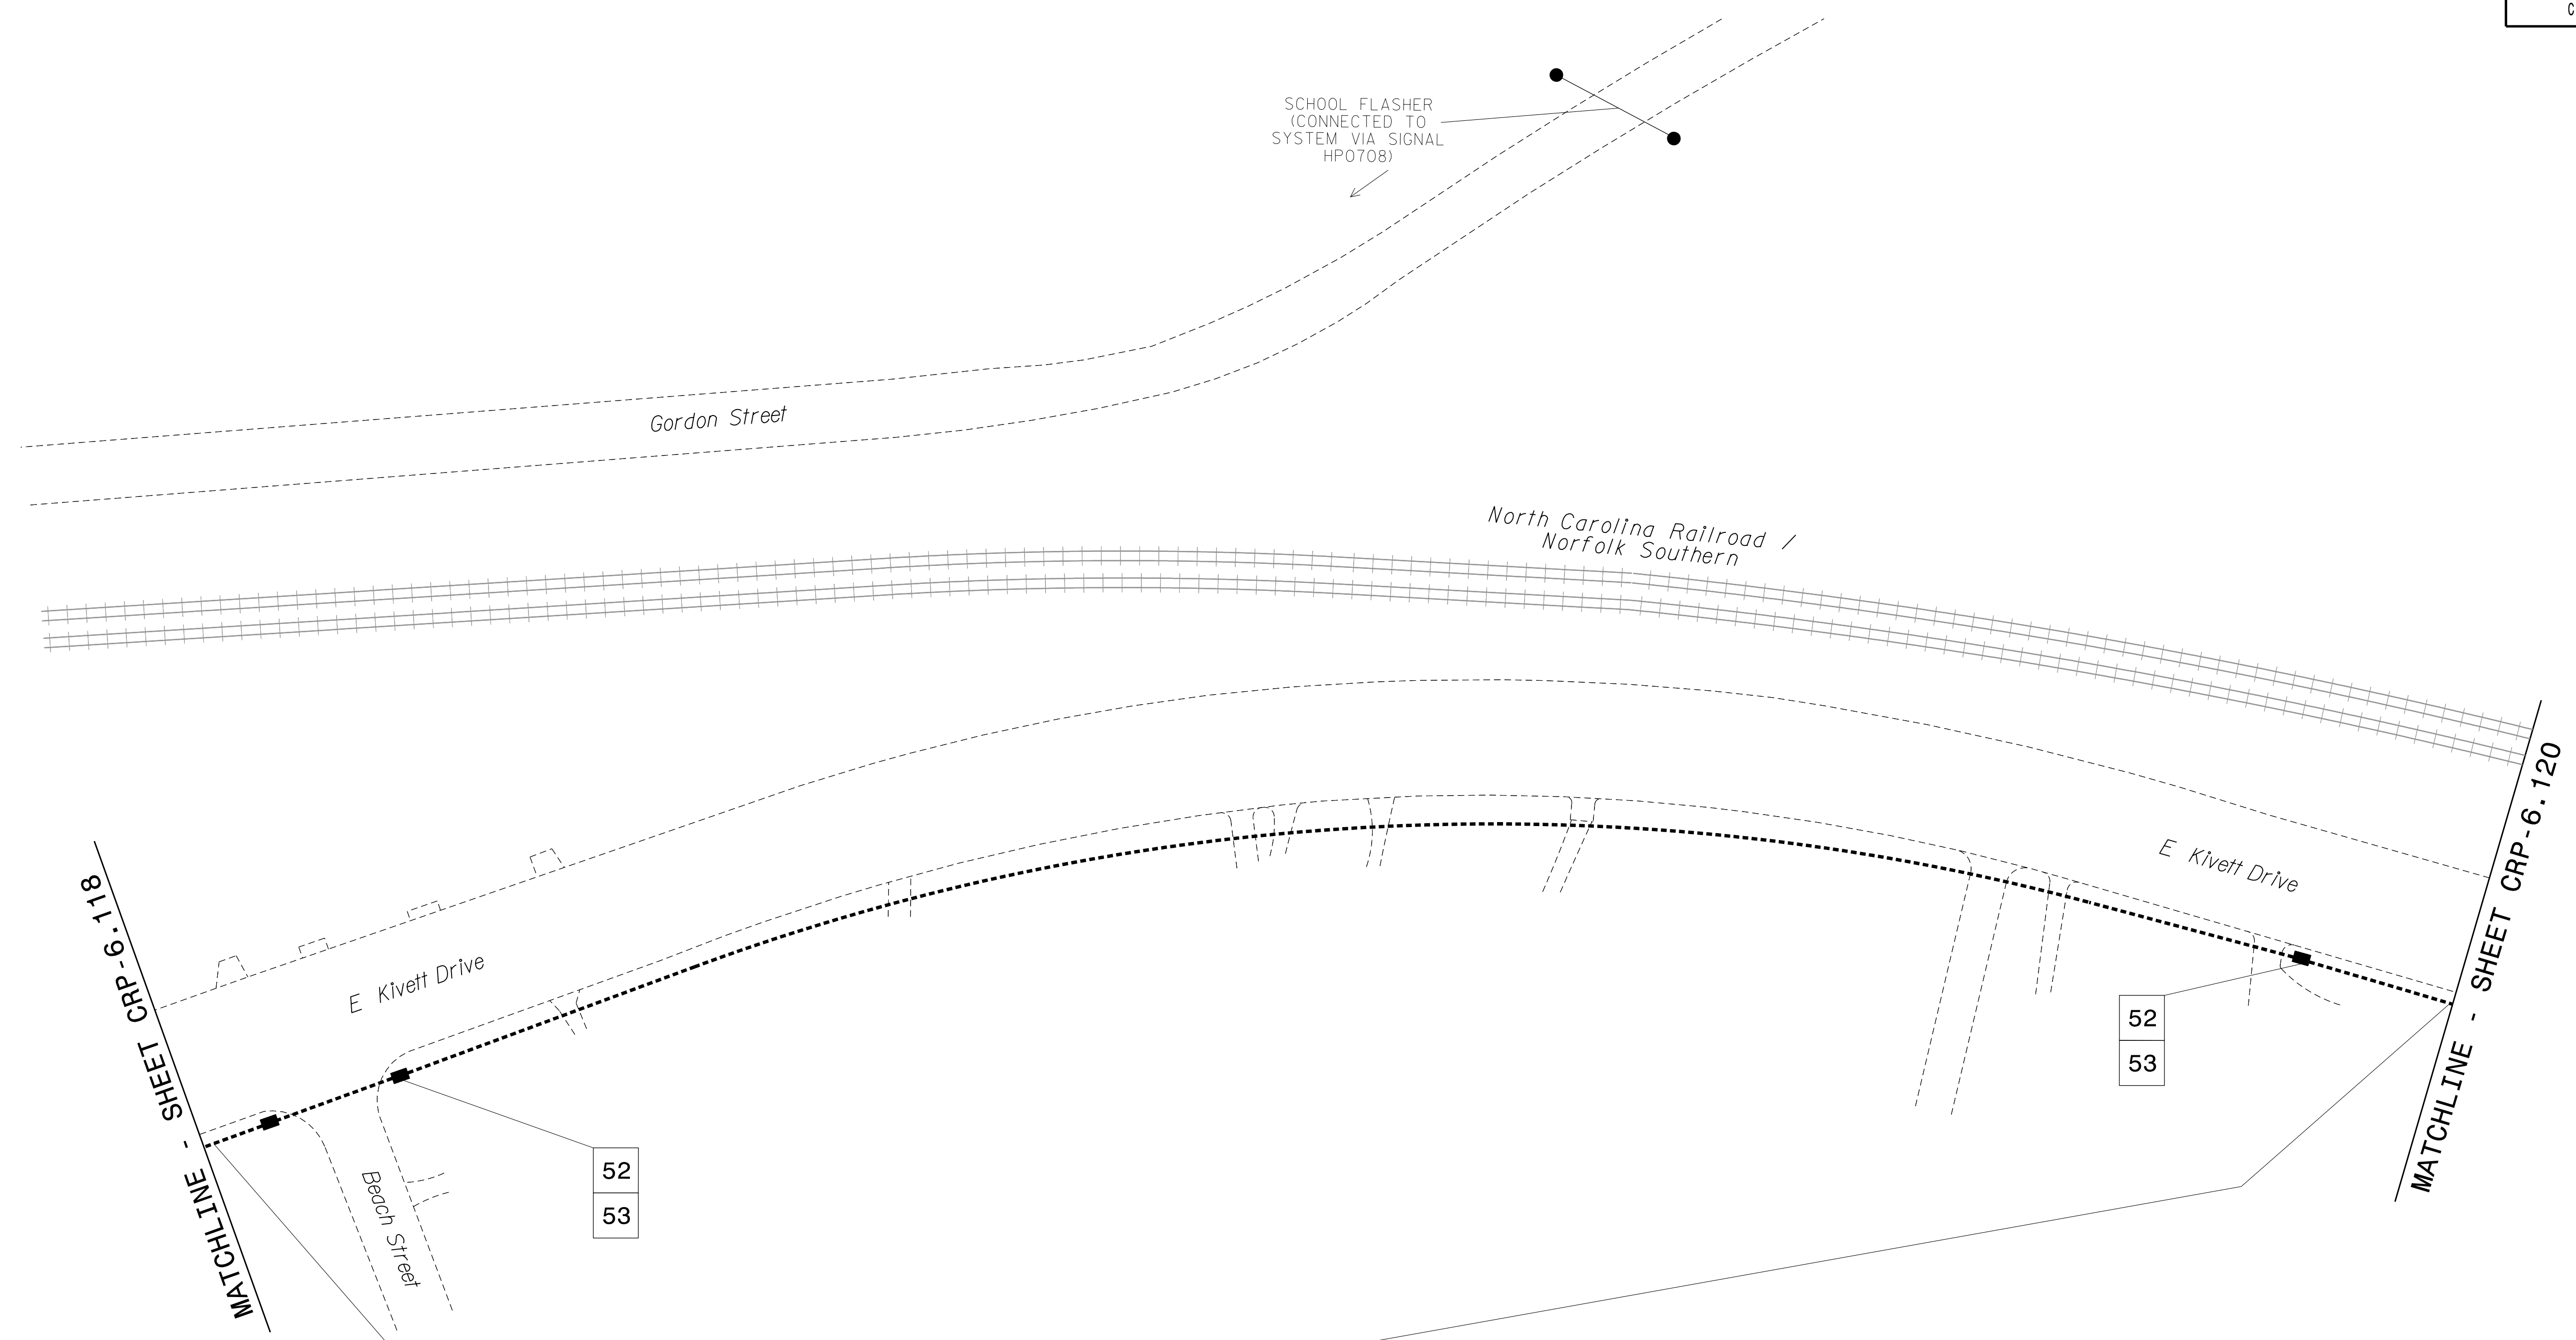 C
SCHOOL FLASHER
(CONNECTED TO
SYSTEM VIA SIGNAL
HP0708)
Gordon Street
North Carolina Railroad /
Norfolk Southern
MATCHLINE - SHEET CRP-6.118
E Kivett Drive
E Kivett Drive
MATCHLINE - SHEET CRP-6.120
52
53
52
53
Beach Street